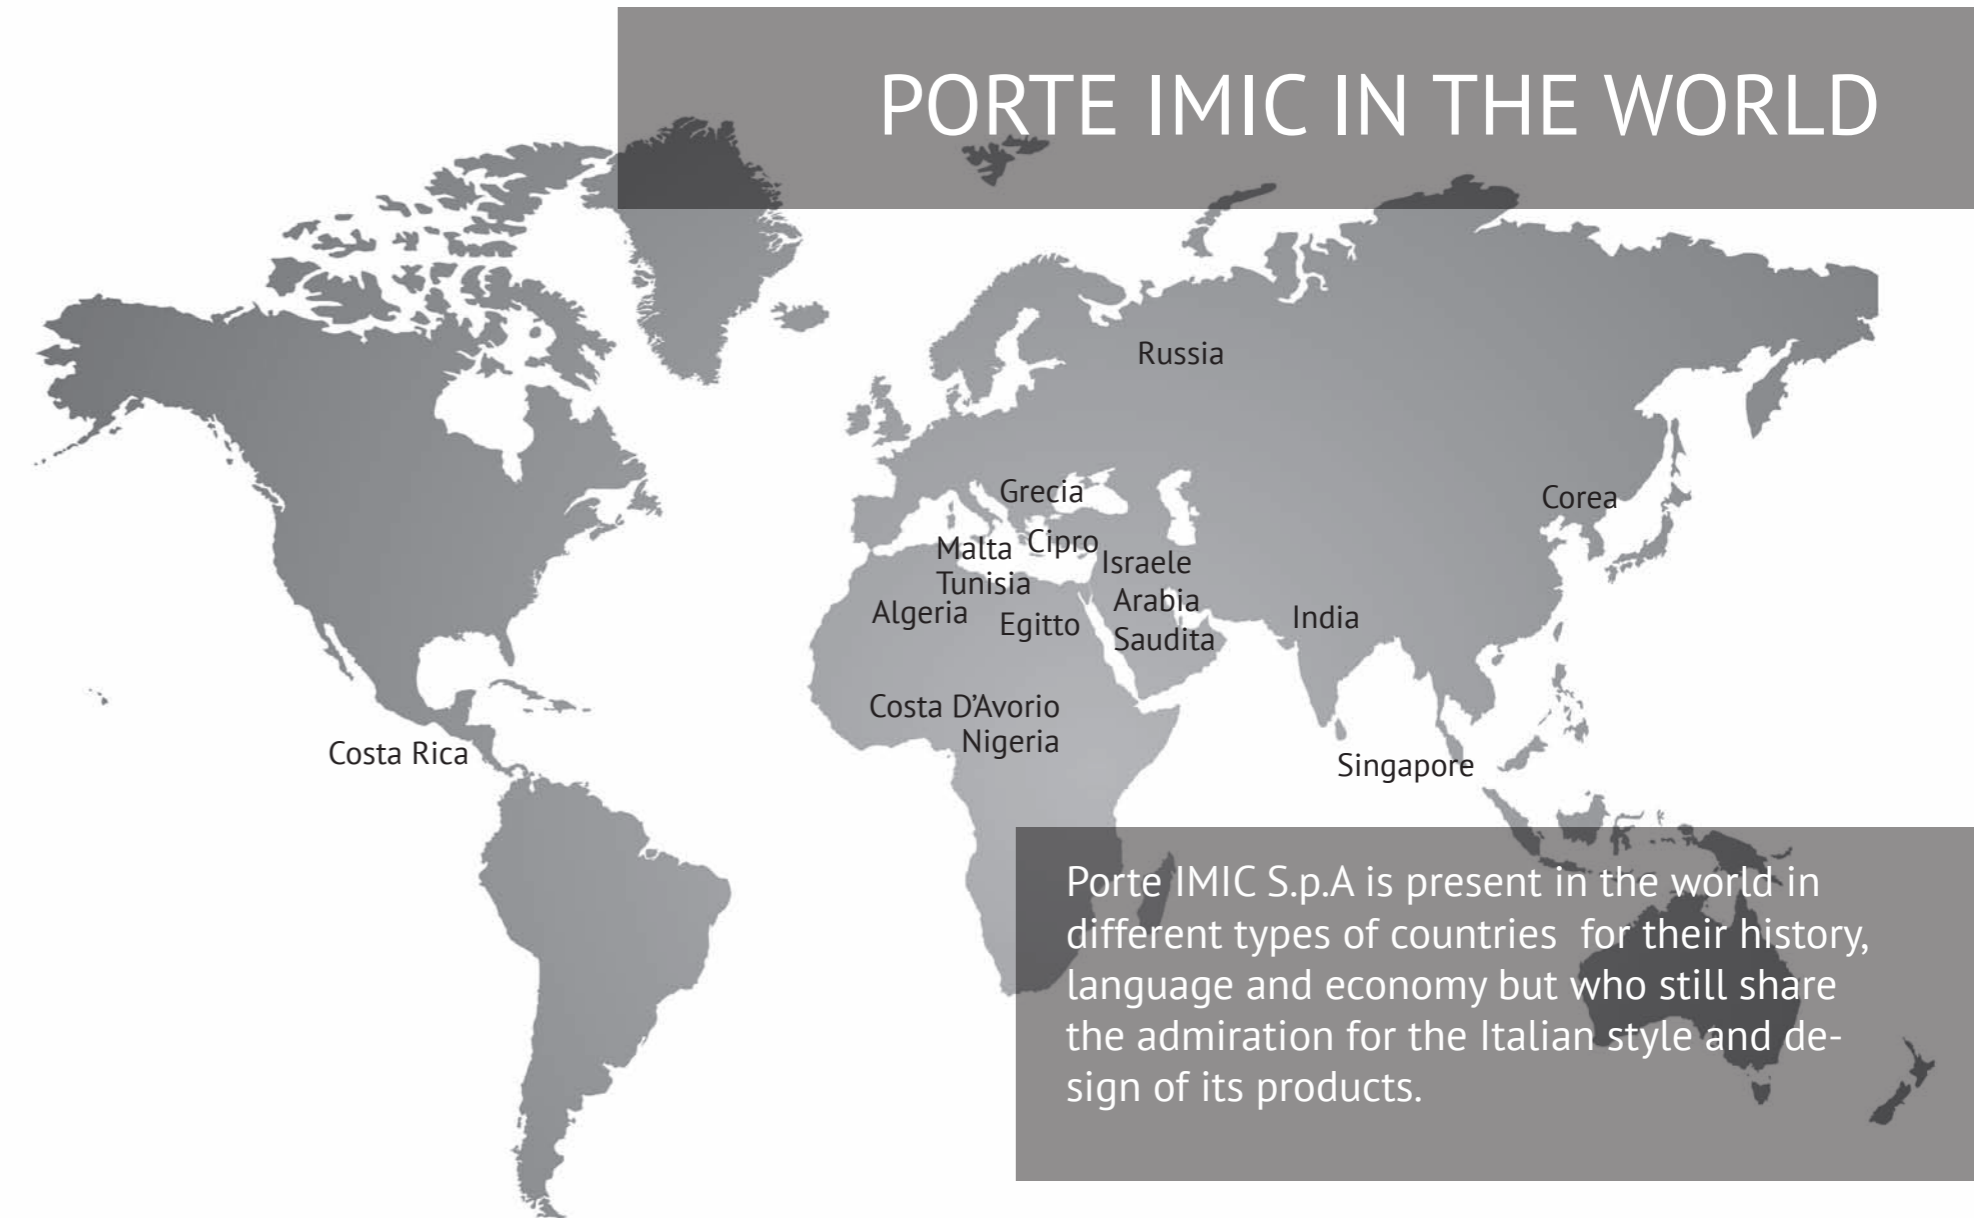 PORTE IMIC IN THE WORLD
Russia
Grecia
Corea
Cipro
Malta
Israele
Tunisia
Arabia
Saudita
Algeria
Egitto
India
Costa D’Avorio
Nigeria
Costa Rica
Singapore
Porte IMIC S.p.A is present in the world in
different types of countries  for their history,
language and economy but who still share
the admiration for the Italian style and de-
sign of its products.